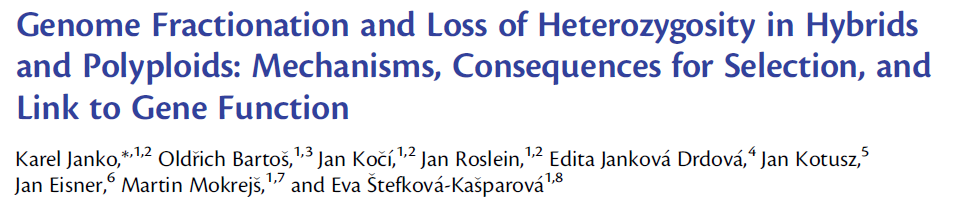 Genome Fractionation and Loss of Heterozygosity in Hybrids
and Polyploids: Mechanisms, Consequences for Selection, and
Link to Gene Function
Karel Janko,*,1,2 Oldřich Bartoš,1,3 Jan Kočí,1,2 Jan Roslein,1,2 Edita Janková Drdová,4 Jan Kotusz,5
Jan Eisner,6 Martin Mokrejš,1,7 and Eva Štefková-Kašparová1,8